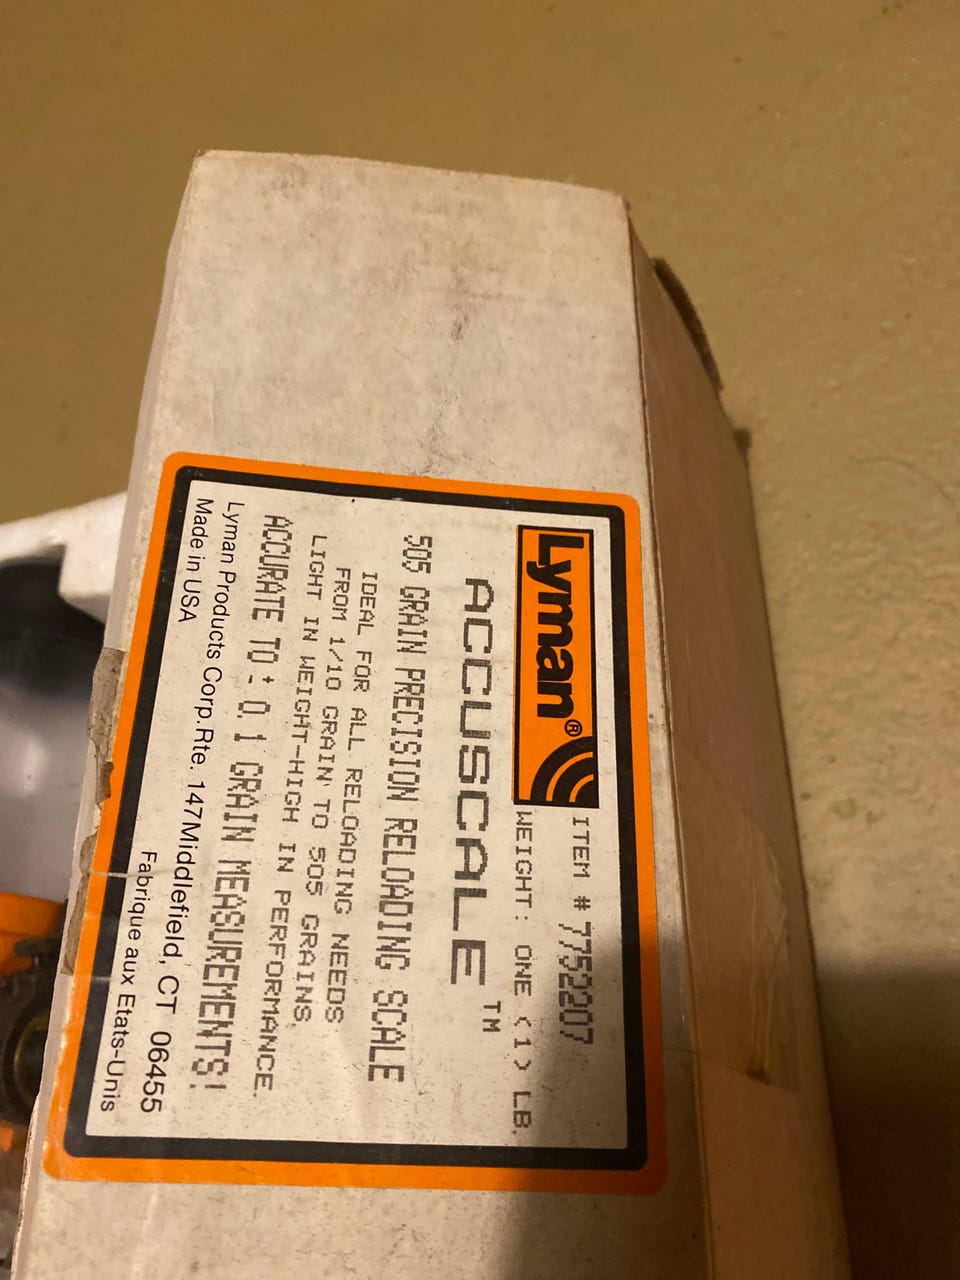 Lyman®
ITEM # 7752207
WEIGHT: ONE (1) LB.
ACCUSCALE™
505 GRAIN PRECISION RELOADING SCALE
IDEAL FOR ALL RELOADING NEEDS
FROM 1/10 GRAIN TO 505 GRAINS.
LIGHT IN WEIGHT-HIGH IN PERFORMANCE.
ACCURATE TO ± 0.1 GRAIN MEASUREMENTS!
Lyman Products Corp. Rte. 147 Middlefield, CT 06455
Made in USA
Fabrique aux Etats-Unis